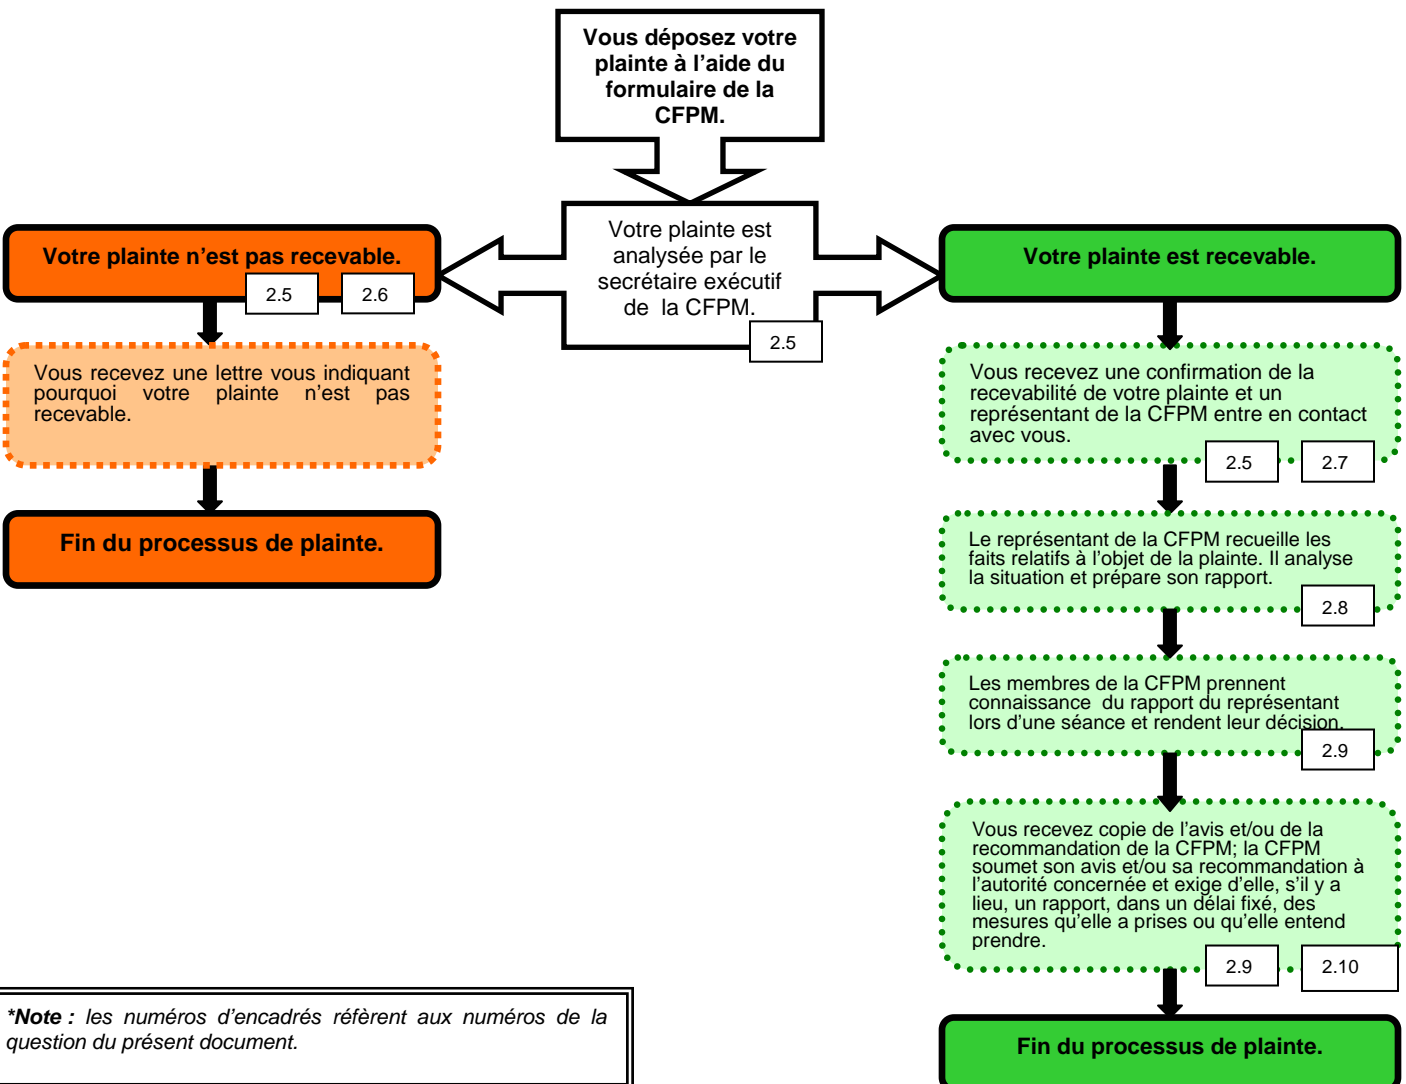 Vous déposez votre
plainte à l’aide du
formulaire de la
CFPM.
Votre plainte est
analysée par le
secrétaire exécutif
de la CFPM.
2.5
Votre plainte n’est pas recevable.
2.5
2.6
Vous recevez une lettre vous indiquant
pourquoi votre plainte n’est pas
recevable.
Fin du processus de plainte.
Votre plainte est recevable.
Vous recevez une confirmation de la
recevabilité de votre plainte et un
représentant de la CFPM entre en contact
avec vous.
2.5
2.7
Le représentant de la CFPM recueille les
faits relatifs à l’objet de la plainte. Il analyse
la situation et prépare son rapport.
2.8
Les membres de la CFPM prennent
connaissance du rapport du représentant
lors d’une séance et rendent leur décision.
2.9
Vous recevez copie de l’avis et/ou de la
recommandation de la CFPM; la CFPM
soumet son avis et/ou sa recommandation à
l’autorité concernée et exige d’elle, s’il y a
lieu, un rapport, dans un délai fixé, des
mesures qu’elle a prises ou qu’elle entend
prendre.
2.9
2.10
Fin du processus de plainte.
*Note : les numéros d’encadrés réfèrent aux numéros de la
question du présent document.